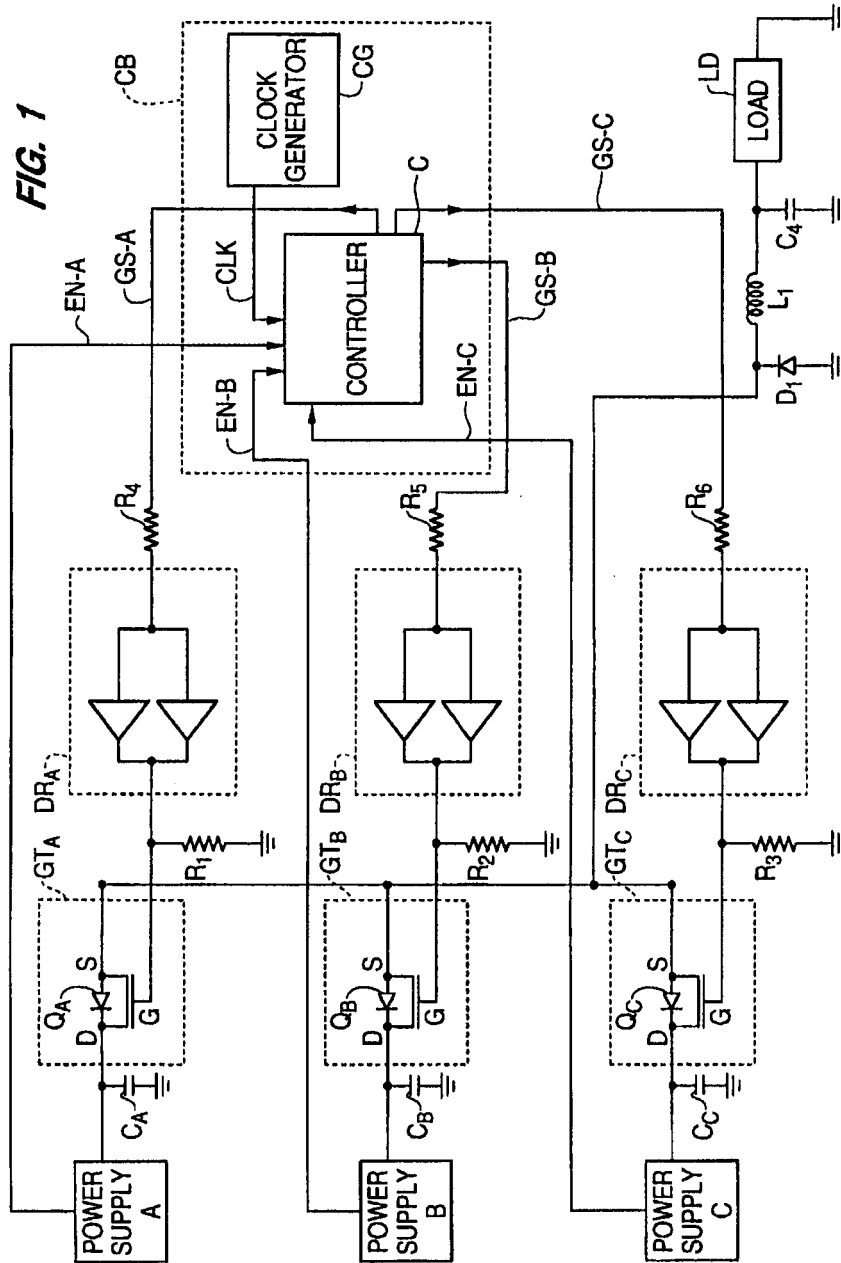 FIG. 1
CB
CLOCK
GENERATOR
CG
EN-A
GS-A
CLK
EN-B
C
CONTROLLER
GS-C
GS-B
EN-C
LD
LOAD
C4
L1
D1
R4
R5
R6
DRA
DRB
DRC
GTA
R1
GTB
R2
GTC
R3
QA
D
S
G
CA
POWER
SUPPLY
A
QB
D
S
G
CB
POWER
SUPPLY
B
QC
D
S
G
CC
POWER
SUPPLY
C